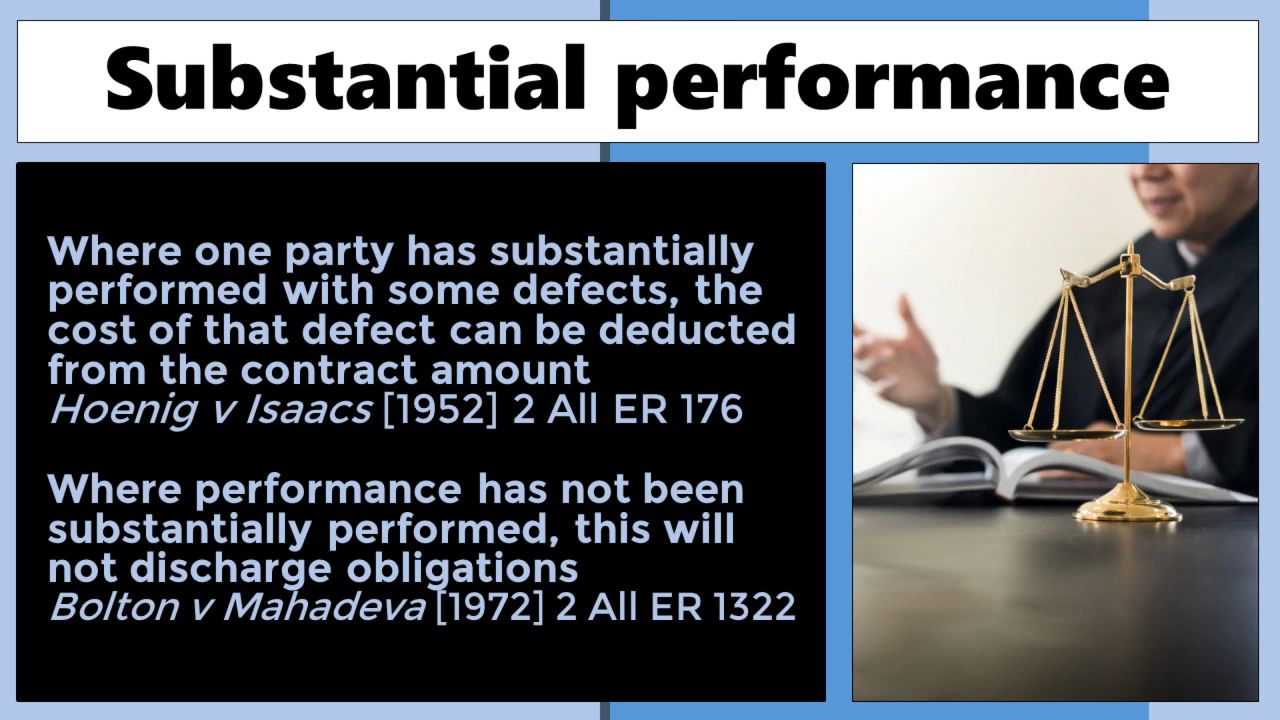 Substantial performance
Where one party has substantially
performed with some defects, the
cost of that defect can be deducted
from the contract amount
Hoenig v Isaacs [1952] 2 All ER 176
Where performance has not been
substantially performed, this will
not discharge obligations
Bolton v Mahadeva [1972] 2 All ER 1322